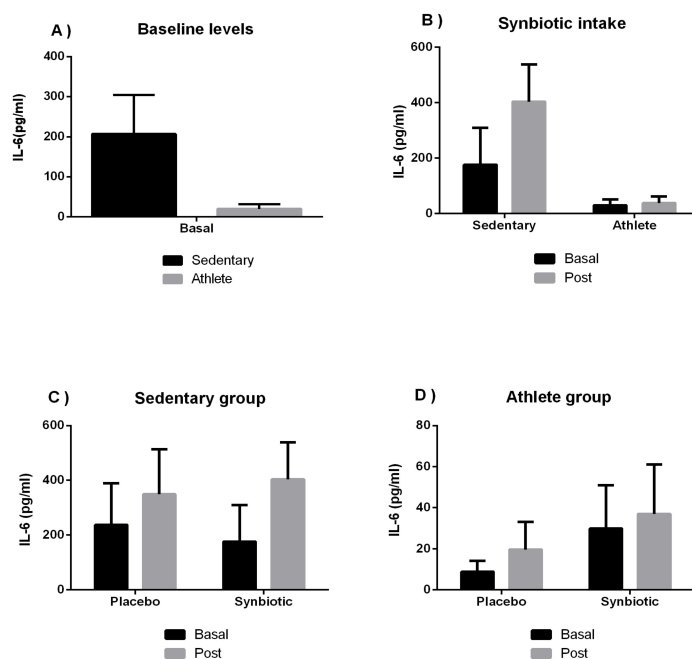 A )
Baseline levels
IL-6(pg/ml)
400
300
200
100
0
Basal
Sedentary
Athlete
B )
Synbiotic intake
IL-6 (pg/ml)
600
400
200
0
Sedentary
Athlete
Basal
Post
C )
Sedentary group
IL-6 (pg/ml)
600
400
200
0
Placebo
Synbiotic
Basal
Post
D )
Athlete group
IL-6 (pg/ml)
80
60
40
20
0
Placebo
Synbiotic
Basal
Post